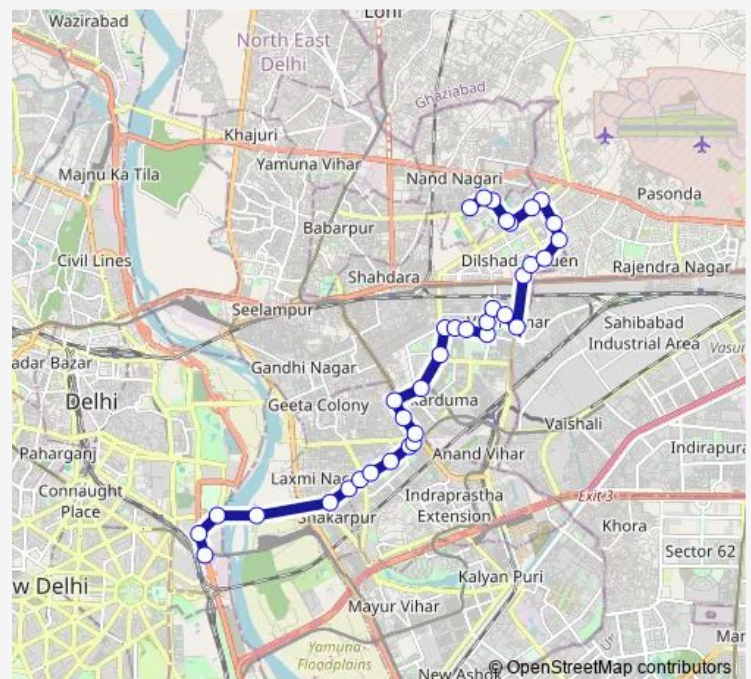 Wazirabad
Loni
North East
Delhi
Ghaziabad
Khajuri
Yamuna Vihar
Majnu Ka Tila
Nand Nagari
Pasonda
Babarpur
Civil Lines
Shahdara
Dilshad
Rajendra Nagar
Seelampur
Sahibabad
Industrial Area
adar Bazar
Gandhi Nagar
Vasun
Delhi
Geeta Colony
karduma
Vaishali
Paharganj
Anand Vihar
Indirapura
Connaught
Place
Laxmi Na
Indraprastha
Extension
Exit 3
Shakarpur
Khora
Sector 62
w Delhi
Kalyan Puri
Mayur Vihar
Mar
Yamuna
Floodplains
New Ashok
© OpenStreetMap contributors